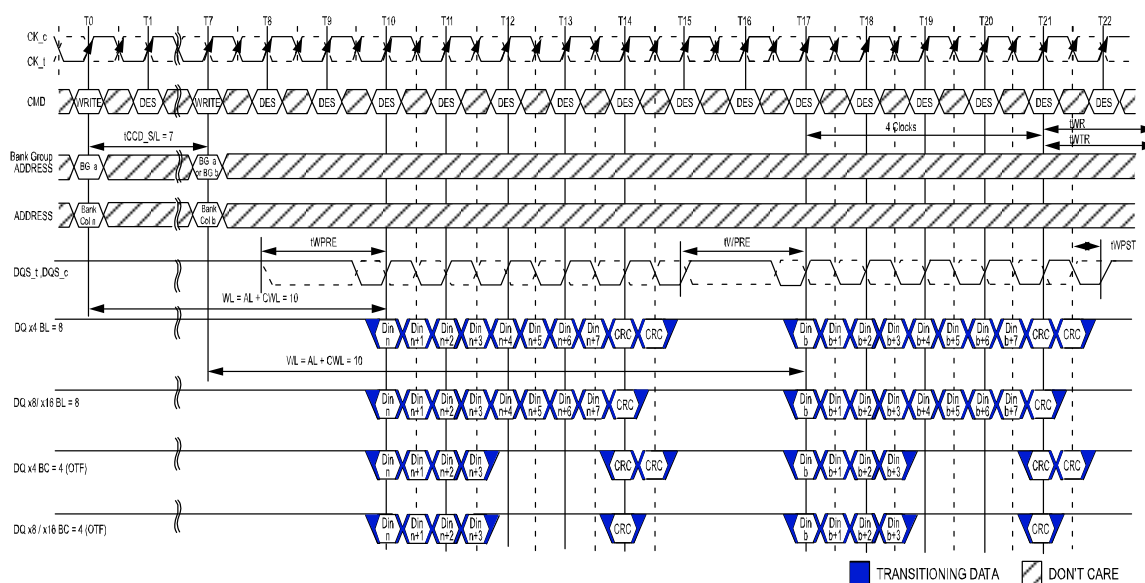 T0 T1 T7 T8 T9 T10 T11 T12 T13 T14 T15 T16 T17 T18 T19 T20 T21 T22
CK_c
CK_t
CMD WRITE DES WRITE DES DES DES DES DES DES DES DES DES DES DES DES DES DES DES
tCCD_S/L = 7
4 Clocks
tWR
tWTR
Bank Group
ADDRESS
BG a
BG a
or BG b
ADDRESS
Bank
Col n
Bank
Col b
tWPRE
tWPRE
tWPST
DQS_t ,DQS_c
WL = AL + CWL = 10
DQ x4 BL = 8
Din n Din n+1 Din n+2 Din n+3 Din n+4 Din n+5 Din n+6 Din n+7 CRC CRC Din b Din b+1 Din b+2 Din b+3 Din b+4 Din b+5 Din b+6 Din b+7 CRC CRC
WL = AL + CWL = 10
DQ x8/ x16 BL = 8
Din n Din n+1 Din n+2 Din n+3 Din n+4 Din n+5 Din n+6 Din n+7 CRC Din b Din b+1 Din b+2 Din b+3 Din b+4 Din b+5 Din b+6 Din b+7 CRC
DQ x4 BC = 4 (OTF)
Din n Din n+1 Din n+2 Din n+3 CRC CRC Din b Din b+1 Din b+2 Din b+3 CRC CRC
DQ x8 / x16 BC = 4 (OTF)
Din n Din n+1 Din n+2 Din n+3 CRC Din b Din b+1 Din b+2 Din b+3 CRC
TRANSITIONING DATA
DON'T CARE